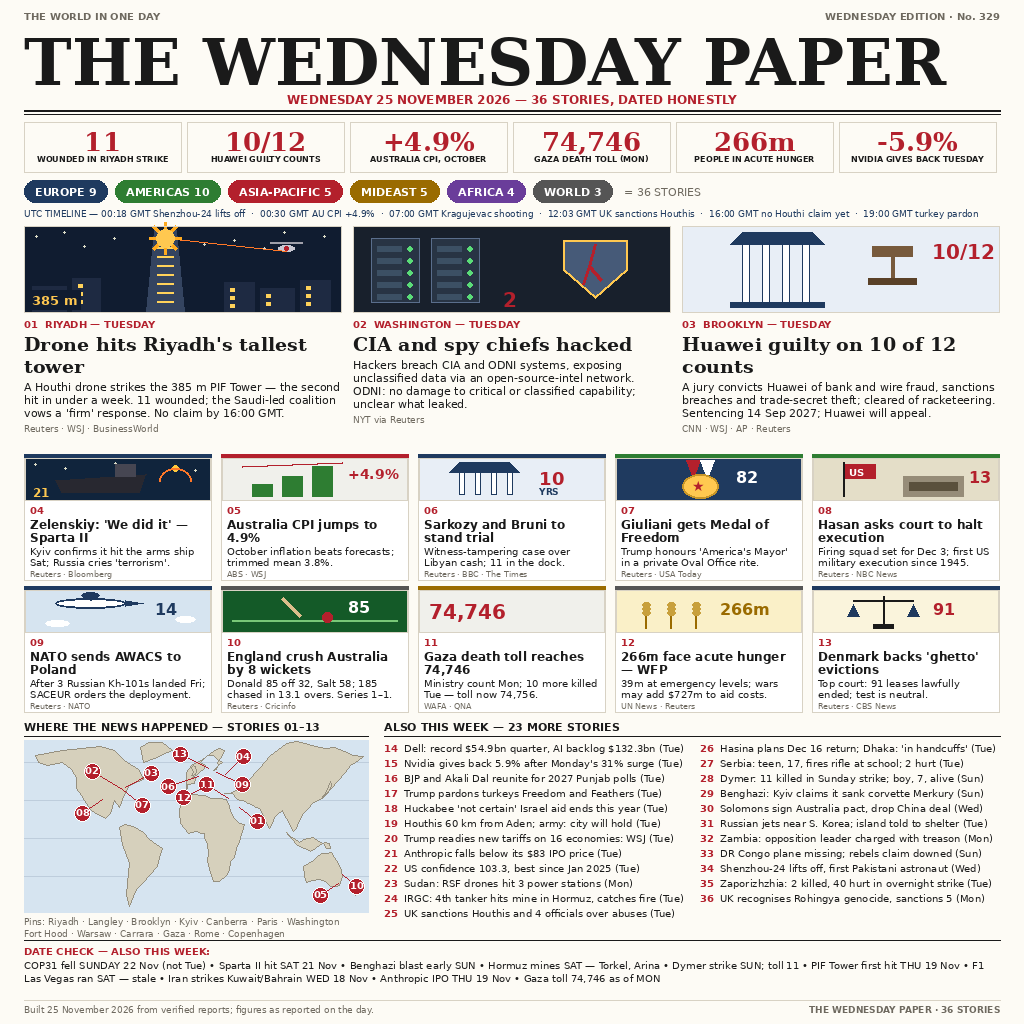 THE WORLD IN ONE DAY
WEDNESDAY EDITION · No. 329
THE WEDNESDAY PAPER
WEDNESDAY 25 NOVEMBER 2026 — 36 STORIES, DATED HONESTLY
11
WOUNDED IN RIYADH STRIKE
10/12
HUAWEI GUILTY COUNTS
+4.9%
AUSTRALIA CPI, OCTOBER
74,746
GAZA DEATH TOLL (MON)
266m
PEOPLE IN ACUTE HUNGER
-5.9%
NVIDIA GIVES BACK TUESDAY
EUROPE 9
AMERICAS 10
ASIA-PACIFIC 5
MIDEAST 5
AFRICA 4
WORLD 3
= 36 STORIES
UTC TIMELINE — 00:18 GMT Shenzhou-24 lifts off · 00:30 GMT AU CPI +4.9% · 07:00 GMT Kragujevac shooting · 12:03 GMT UK sanctions Houthis · 16:00 GMT no Houthi claim yet · 19:00 GMT turkey pardon
385 m
01 RIYADH — TUESDAY
Drone hits Riyadh's tallest
tower
A Houthi drone strikes the 385 m PIF Tower — the second
hit in under a week. 11 wounded; the Saudi-led coalition
vows a 'firm' response. No claim by 16:00 GMT.
Reuters · WSJ · BusinessWorld
2
02 WASHINGTON — TUESDAY
CIA and spy chiefs hacked
Hackers breach CIA and ODNI systems, exposing
unclassified data via an open-source-intel network.
ODNI: no damage to critical or classified capability;
unclear what leaked.
NYT via Reuters
10/12
03 BROOKLYN — TUESDAY
Huawei guilty on 10 of 12
counts
A jury convicts Huawei of bank and wire fraud, sanctions
breaches and trade-secret theft; cleared of racketeering.
Sentencing 14 Sep 2027; Huawei will appeal.
CNN · WSJ · AP · Reuters
21
04
Zelenskiy: 'We did it' —
Sparta II
Kyiv confirms it hit the arms ship
Sat; Russia cries 'terrorism'.
Reuters · Bloomberg
+4.9%
05
Australia CPI jumps to
4.9%
October inflation beats forecasts;
trimmed mean 3.8%.
ABS · WSJ
10
YRS
06
Sarkozy and Bruni to
stand trial
Witness-tampering case over
Libyan cash; 11 in the dock.
Reuters · BBC · The Times
82
07
Giuliani gets Medal of
Freedom
Trump honours 'America's Mayor'
in a private Oval Office rite.
Reuters · USA Today
US
13
08
Hasan asks court to halt
execution
Firing squad set for Dec 3; first US
military execution since 1945.
Reuters · NBC News
14
09
NATO sends AWACS to
Poland
After 3 Russian Kh-101s landed Fri;
SACEUR orders the deployment.
Reuters · NATO
85
10
England crush Australia
by 8 wickets
Donald 85 off 32, Salt 58; 185
chased in 13.1 overs. Series 1–1.
Reuters · Cricinfo
74,746
11
Gaza death toll reaches
74,746
Ministry count Mon; 10 more killed
Tue — toll now 74,756.
WAFA · QNA
266m
12
266m face acute hunger
— WFP
39m at emergency levels; wars
may add $727m to aid costs.
UN News · Reuters
91
13
Denmark backs 'ghetto'
evictions
Top court: 91 leases lawfully
ended; test is neutral.
Reuters · CBS News
WHERE THE NEWS HAPPENED — STORIES 01–13
13
04
02
03
06
11
09
12
07
08
01
05
10
Pins: Riyadh · Langley · Brooklyn · Kyiv · Canberra · Paris · Washington
Fort Hood · Warsaw · Carrara · Gaza · Rome · Copenhagen
ALSO THIS WEEK — 23 MORE STORIES
14 Dell: record $54.9bn quarter, AI backlog $132.3bn (Tue)
15 Nvidia gives back 5.9% after Monday's 31% surge (Tue)
16 BJP and Akali Dal reunite for 2027 Punjab polls (Tue)
17 Trump pardons turkeys Freedom and Feathers (Tue)
18 Huckabee 'not certain' Israel aid ends this year (Tue)
19 Houthis 60 km from Aden; army: city will hold (Tue)
20 Trump readies new tariffs on 16 economies: WSJ (Tue)
21 Anthropic falls below its $83 IPO price (Tue)
22 US confidence 103.3, best since Jan 2025 (Tue)
23 Sudan: RSF drones hit 3 power stations (Mon)
24 IRGC: 4th tanker hits mine in Hormuz, catches fire (Tue)
25 UK sanctions Houthis and 4 officials over abuses (Tue)
26 Hasina plans Dec 16 return; Dhaka: 'in handcuffs' (Tue)
27 Serbia: teen, 17, fires rifle at school; 2 hurt (Tue)
28 Dymer: 11 killed in Sunday strike; boy, 7, alive (Sun)
29 Benghazi: Kyiv claims it sank corvette Merkury (Sun)
30 Solomons sign Australia pact, drop China deal (Wed)
31 Russian jets near S. Korea; island told to shelter (Tue)
32 Zambia: opposition leader charged with treason (Mon)
33 DR Congo plane missing; rebels claim downed (Sun)
34 Shenzhou-24 lifts off, first Pakistani astronaut (Wed)
35 Zaporizhzhia: 2 killed, 40 hurt in overnight strike (Tue)
36 UK recognises Rohingya genocide, sanctions 5 (Mon)
DATE CHECK — ALSO THIS WEEK:
COP31 fell SUNDAY 22 Nov (not Tue) • Sparta II hit SAT 21 Nov • Benghazi blast early SUN • Hormuz mines SAT — Torkel, Arina • Dymer strike SUN; toll 11 • PIF Tower first hit THU 19 Nov • F1
Las Vegas ran SAT — stale • Iran strikes Kuwait/Bahrain WED 18 Nov • Anthropic IPO THU 19 Nov • Gaza toll 74,746 as of MON
Built 25 November 2026 from verified reports; figures as reported on the day.
THE WEDNESDAY PAPER · 36 STORIES